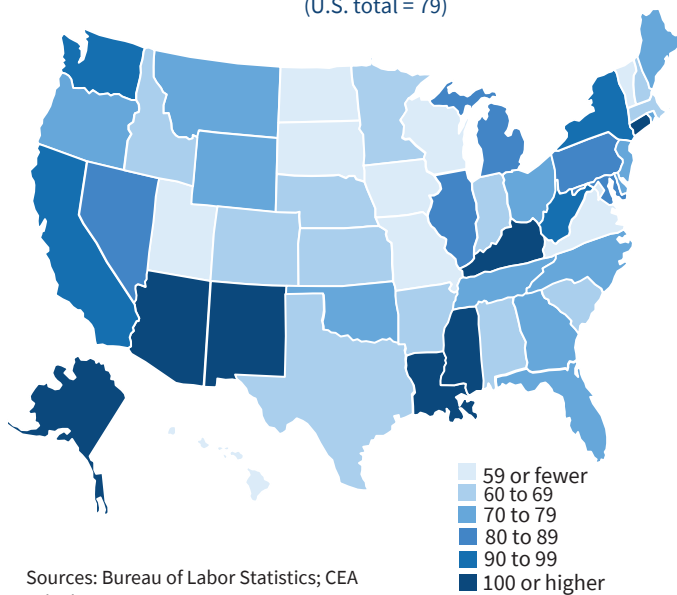 (U.S. total = 79)
59 or fewer
60 to 69
70 to 79
80 to 89
90 to 99
100 or higher
Sources: Bureau of Labor Statistics; CEA